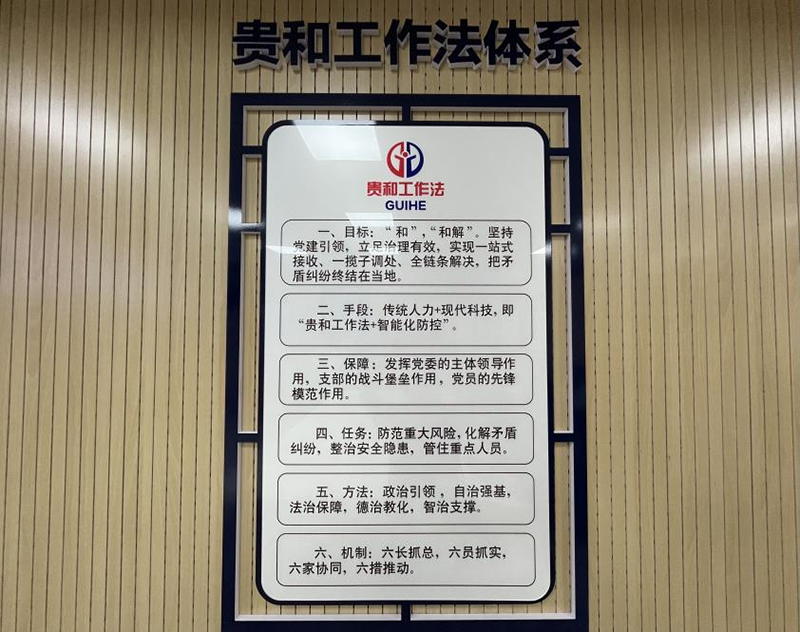 贵和工作法体系
贵和工作法
GUIHE
一、目标：“和”，“和解”。坚持
党建引领，立足治理有效，实现一站式
接收、一揽子调处、全链条解决，把矛
盾纠纷终结在当地。
二、手段：传统人力+现代科技，即
“贵和工作法+智能化防控”。
三、保障：发挥党委的主体领导作
用，支部的战斗堡垒作用，党员的先锋
模范作用。
四、任务：防范重大风险，化解矛盾
纠纷，整治安全隐患，管住重点人员。
五、方法：政治引领，自治强基，
法治保障，德治教化，智治支撑。
六、机制：六长抓总，六员抓实，
六家协同，六措推动。